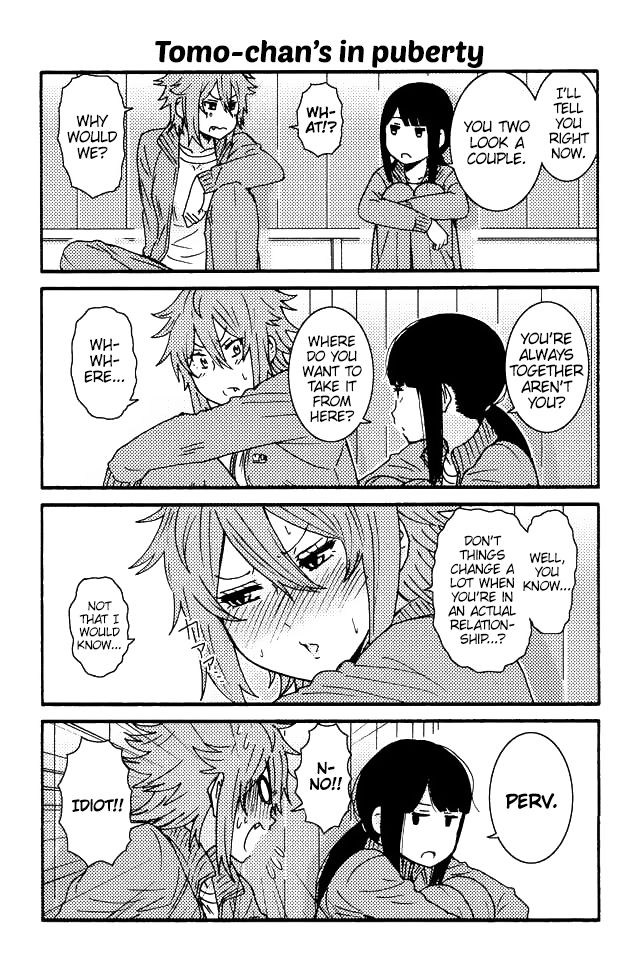 Tomo-chan's in puberty
I'LL
TELL
YOU
RIGHT
NOW.
YOU TWO
LOOK A
COUPLE.
WH-
AT!?
WHY
WOULD
WE?
YOU'RE
ALWAYS
TOGETHER
AREN'T
YOU?
WHERE
DO YOU
WANT TO
TAKE IT
FROM
HERE?
WH-
WH-
ERE...
WELL,
YOU
KNOW...
DON'T
THINGS
CHANGE A
LOT WHEN
YOU'RE IN
AN ACTUAL
RELATION-
SHIP...?
NOT
THAT I
WOULD
KNOW...
PERV.
N-
NO!!
IDIOT!!